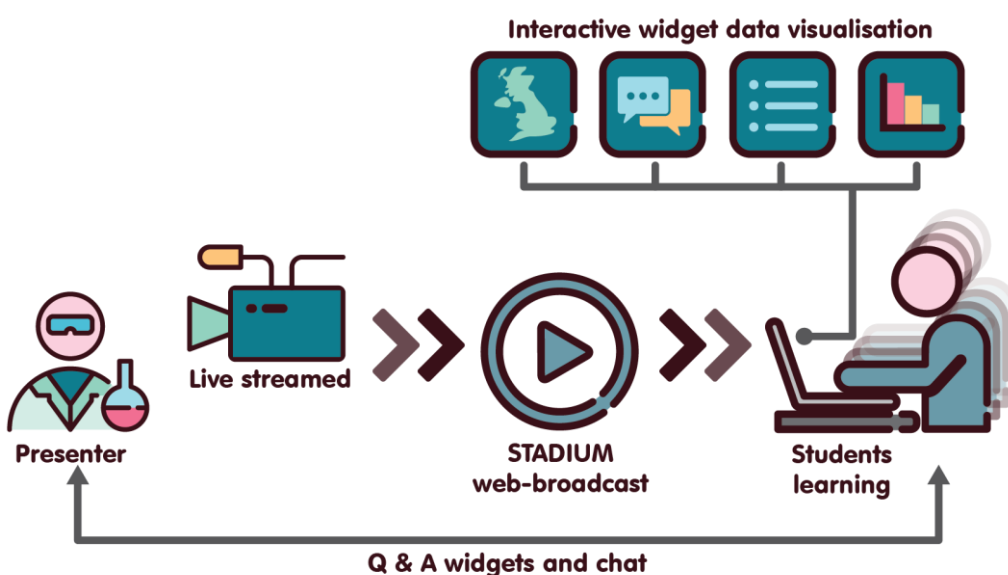 Interactive widget data visualisation
Live streamed
Presenter
STADIUM
web-broadcast
Students
learning
Q & A widgets and chat